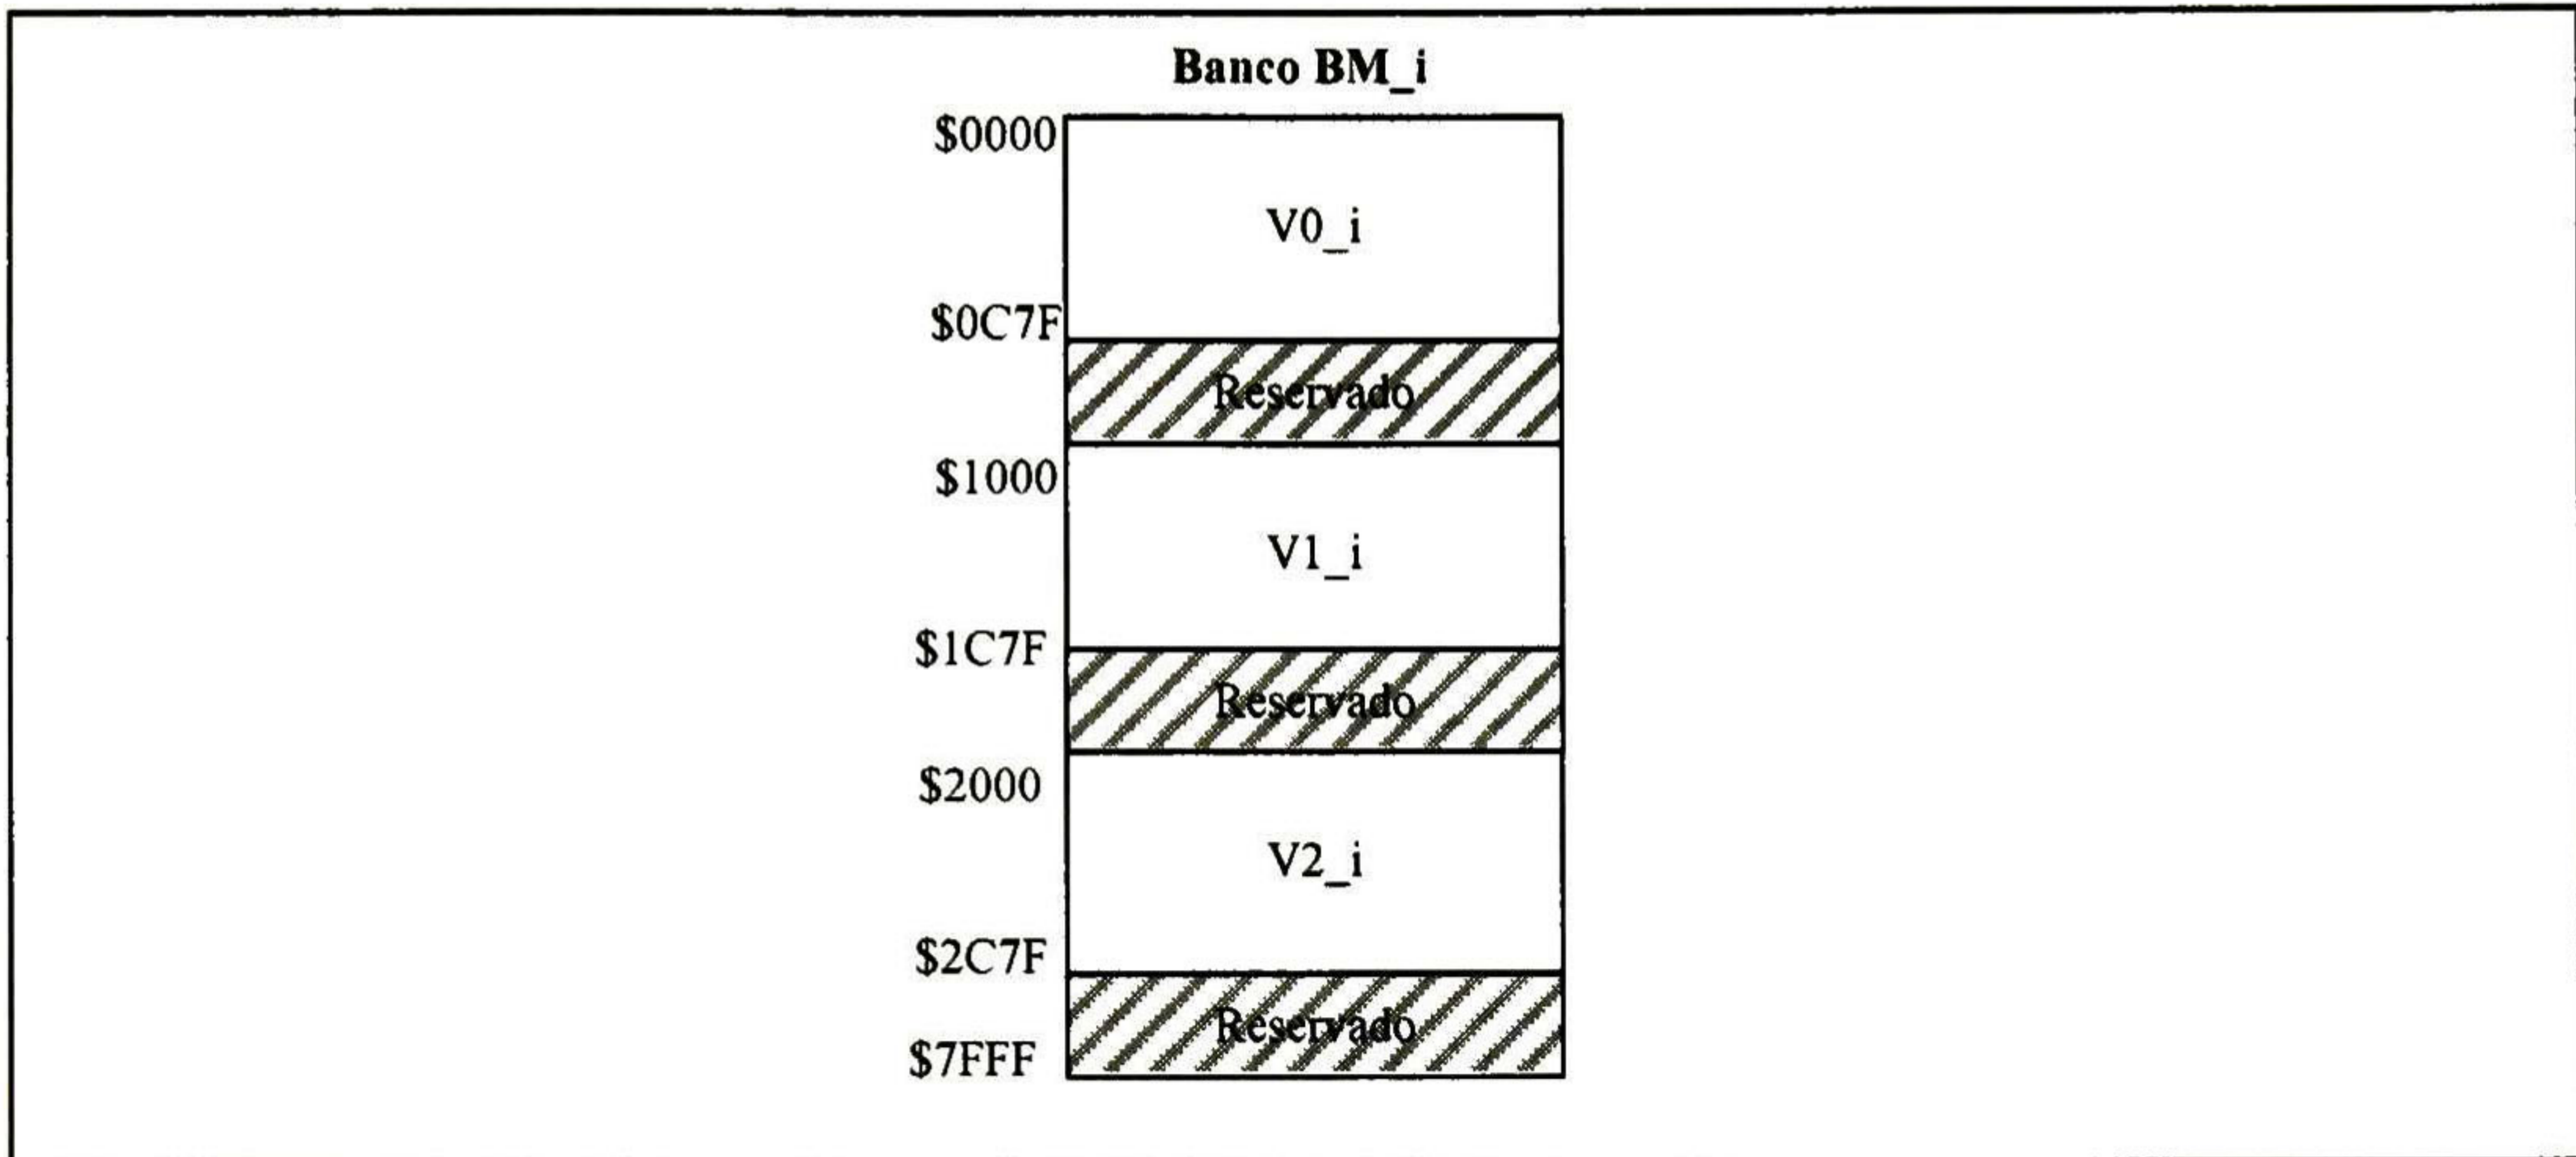 Banco BM_i
$0000
V0_i
$0C7F
Reservado
$1000
V1_i
$1C7F
Reservado
$2000
V2_i
$2C7F
Reservado
$7FFF